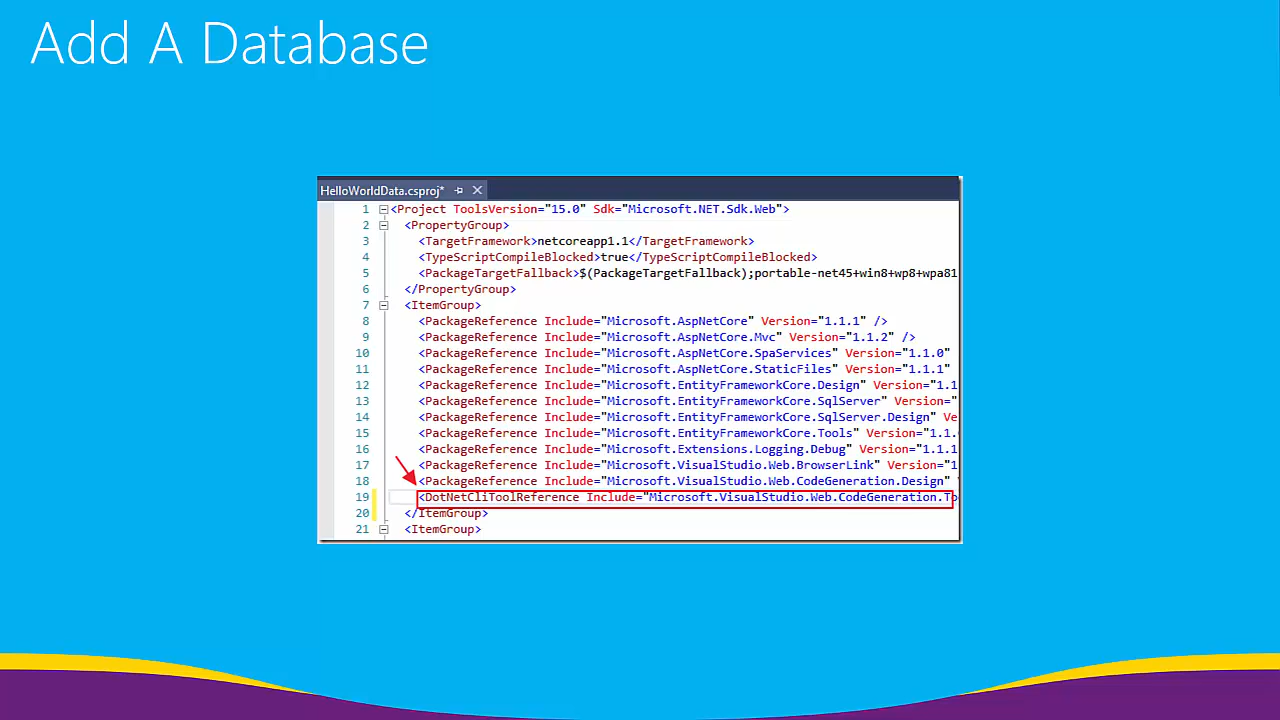 Add A Database
HelloWorldData.csproj*
1 <Project ToolsVersion="15.0" Sdk="Microsoft.NET.Sdk.Web">
2 <PropertyGroup>
3 <TargetFramework>netcoreapp1.1</TargetFramework>
4 <TypeScriptCompileBlocked>true</TypeScriptCompileBlocked>
5 <PackageTargetFallback>$(PackageTargetFallback);portable-net45+win8+wp8+wpa81
6 </PropertyGroup>
7 <ItemGroup>
8 <PackageReference Include="Microsoft.AspNetCore" Version="1.1.1" />
9 <PackageReference Include="Microsoft.AspNetCore.Mvc" Version="1.1.2" />
10 <PackageReference Include="Microsoft.AspNetCore.SpaServices" Version="1.1.0"
11 <PackageReference Include="Microsoft.AspNetCore.StaticFiles" Version="1.1.1"
12 <PackageReference Include="Microsoft.EntityFrameworkCore.Design" Version="1.1
13 <PackageReference Include="Microsoft.EntityFrameworkCore.SqlServer" Version="
14 <PackageReference Include="Microsoft.EntityFrameworkCore.SqlServer.Design" Ve
15 <PackageReference Include="Microsoft.EntityFrameworkCore.Tools" Version="1.1.
16 <PackageReference Include="Microsoft.Extensions.Logging.Debug" Version="1.1.1
17 <PackageReference Include="Microsoft.VisualStudio.Web.BrowserLink" Version="1
18 <PackageReference Include="Microsoft.VisualStudio.Web.CodeGeneration.Design" V
19 <DotNetCliToolReference Include="Microsoft.VisualStudio.Web.CodeGeneration.To
20 </ItemGroup>
21 <ItemGroup>